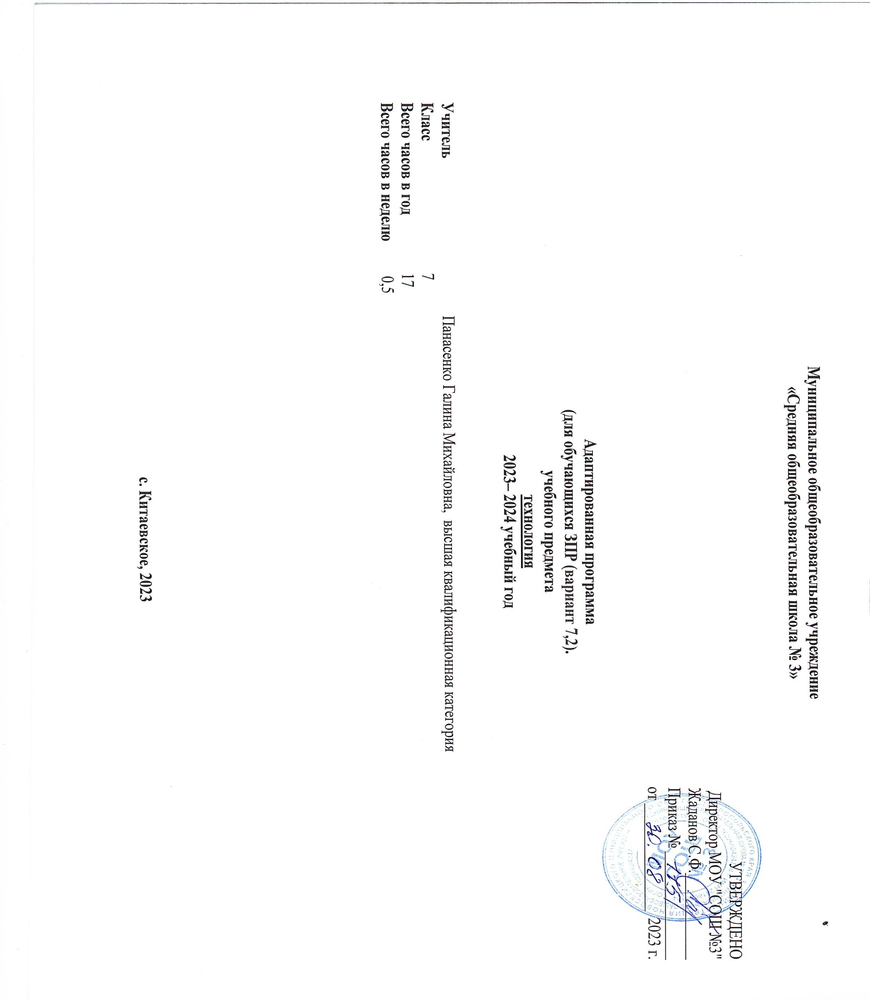 Муниципальное общеобразовательное учреждение
«Средняя общеобразовательная школа № 3»
УТВЕРЖДЕНО
Директор МОУ "СОШ №3"
Жаданов С.Ф.
Приказ №
от 30.08 2023 г.
Адаптированная программа
(для обучающихся ЗПР (вариант 7,2).
учебного предмета
технология
2023– 2024 учебный год
Учитель Панасенко Галина Михайловна, высшая квалификационная категория
Класс 7
Всего часов в год 17
Всего часов в неделю 0,5
с. Китаевское, 2023